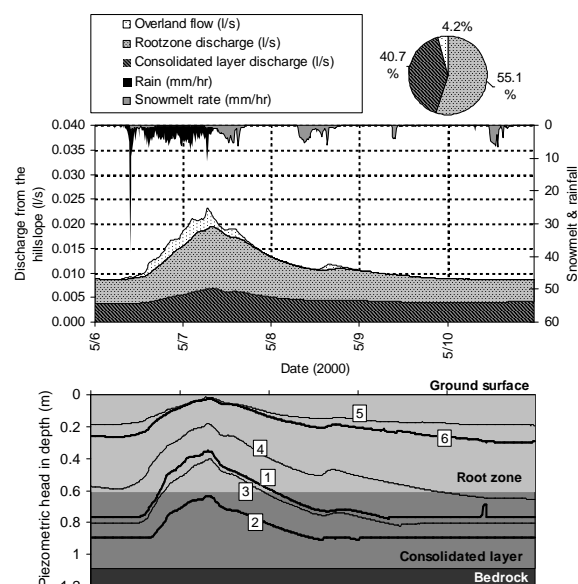 Overland flow (l/s)
Rootzone discharge (l/s)
Consolidated layer discharge (l/s)
Rain (mm/hr)
Snowmelt rate (mm/hr)
4.2%
40.7
%
55.1
%
0.040
0.035
0.030
0.025
0.020
0.015
0.010
0.005
0.000
Discharge from the
hillslope (l/s)
0
10
20
30
40
50
60
Snowmelt & rainfall
5/6
5/7
5/8
5/9
5/10
Date (2000)
Ground surface
0
0.2
0.4
0.6
0.8
1
1.2
Piezometric head in depth (m)
5
6
4
1
3
2
Root zone
Consolidated layer
Bedrock